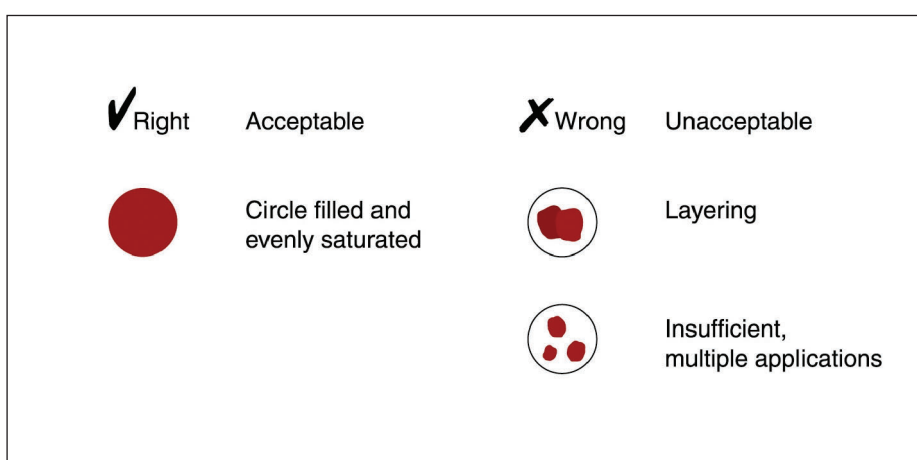 ✓Right Acceptable
✗Wrong Unacceptable
Circle filled and
evenly saturated
Layering
Insufficient,
multiple applications